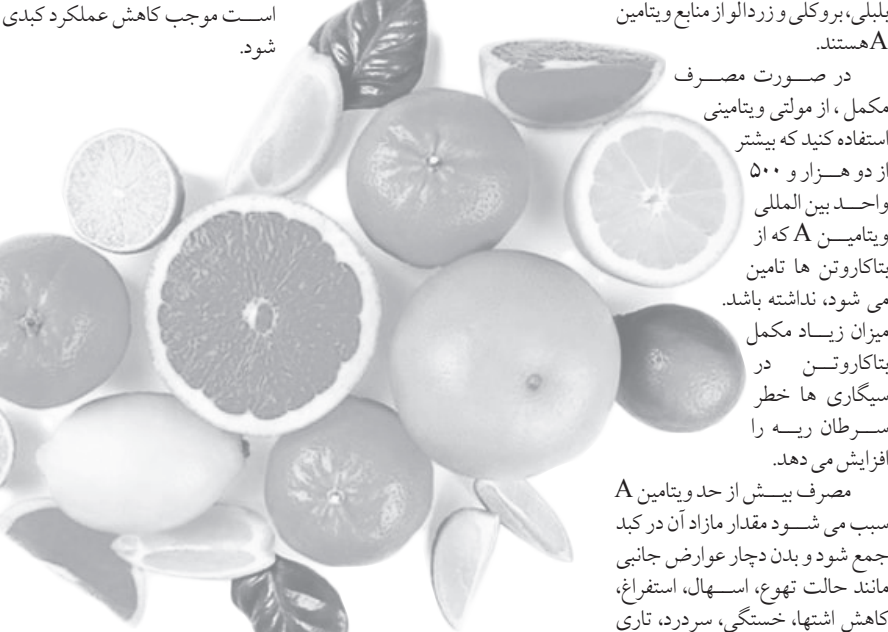 بلبلی، بروکلی و زردآلو از منابع ویتامین
A هستند.
در صورت مصرف
مکمل، از مولتی ویتامینی
استفاده کنید که بیشتر
از دو هزار و ۵۰۰
واحد بین المللی
ویتامین A که از
بتاکاروتن ها تامین
می شود، نداشته باشد.
میزان زیاد مکمل
بتاکاروتن در
سیگاری ها خطر
سرطان ریه را
افزایش می دهد.
مصرف بیش از حد ویتامین A
سبب می شود مقدار مازاد آن در کبد
جمع شود و بدن دچار عوارض جانبی
مانند حالت تهوع، اسهال، استفراغ،
کاهش اشتها، خستگی، سردرد، تاری
است موجب کاهش عملکرد کبدی
شود.